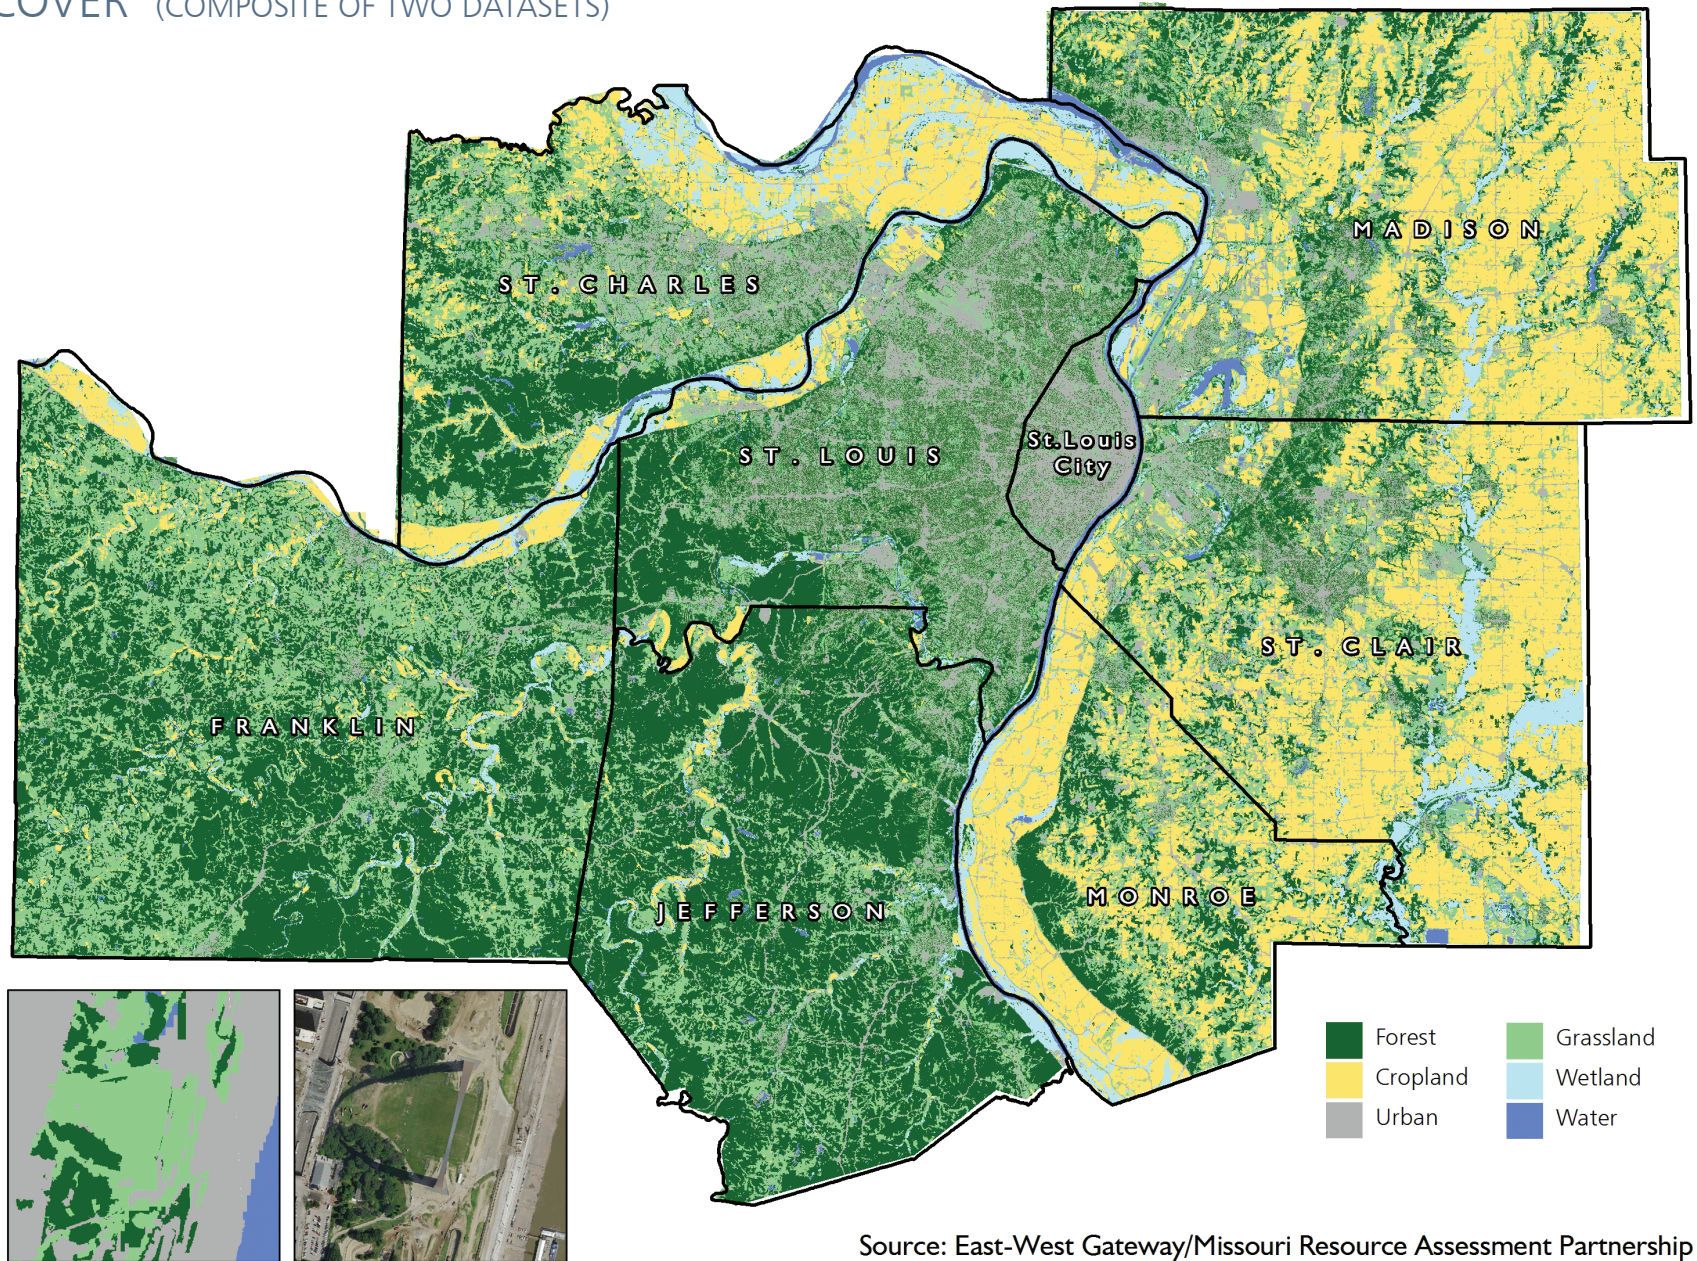 COVER (COMPOSITE OF TWO DATASETS)
MADISON
ST. CHARLES
St.Louis
City
ST. LOUIS
ST. CLAIR
FRANKLIN
MONROE
JEFFERSON
Forest
Grassland
Cropland
Wetland
Urban
Water
Source: East-West Gateway/Missouri Resource Assessment Partnership